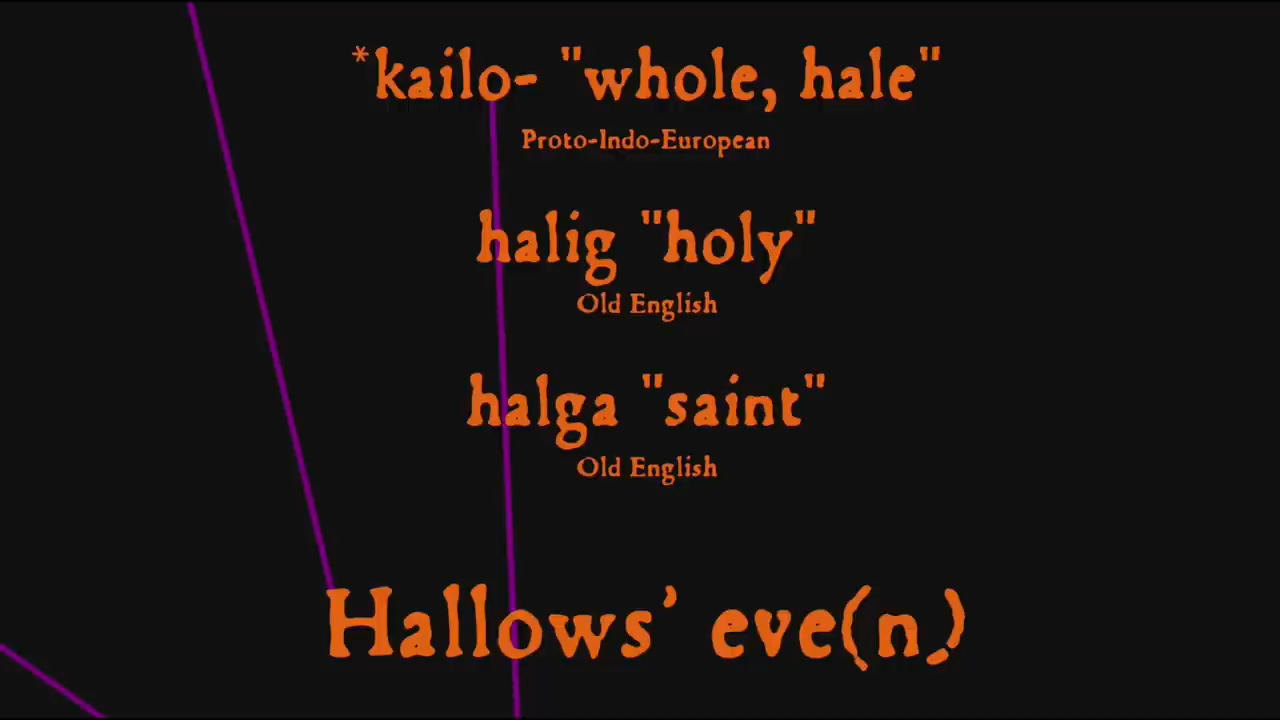 *kailo- "whole, hale"
Proto-Indo-European
halig "holy"
Old English
halga "saint"
Old English
Hallows’ eve(n)